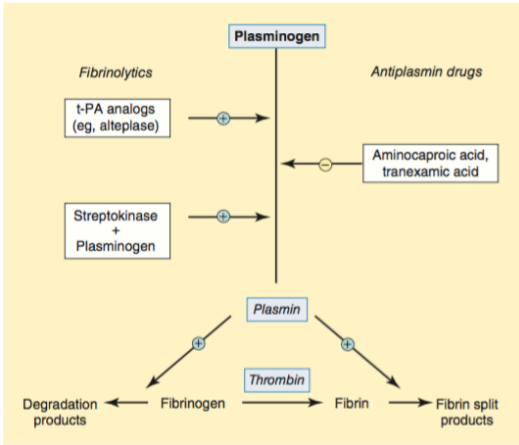 Plasminogen
Fibrinolytics
Antiplasmin drugs
t-PA analogs
(eg, alteplase)
+
Aminocaproic acid,
tranexamic acid
–
Streptokinase
+
Plasminogen
+
Plasmin
+
+
Thrombin
Degradation
products
Fibrinogen
Fibrin
Fibrin split
products